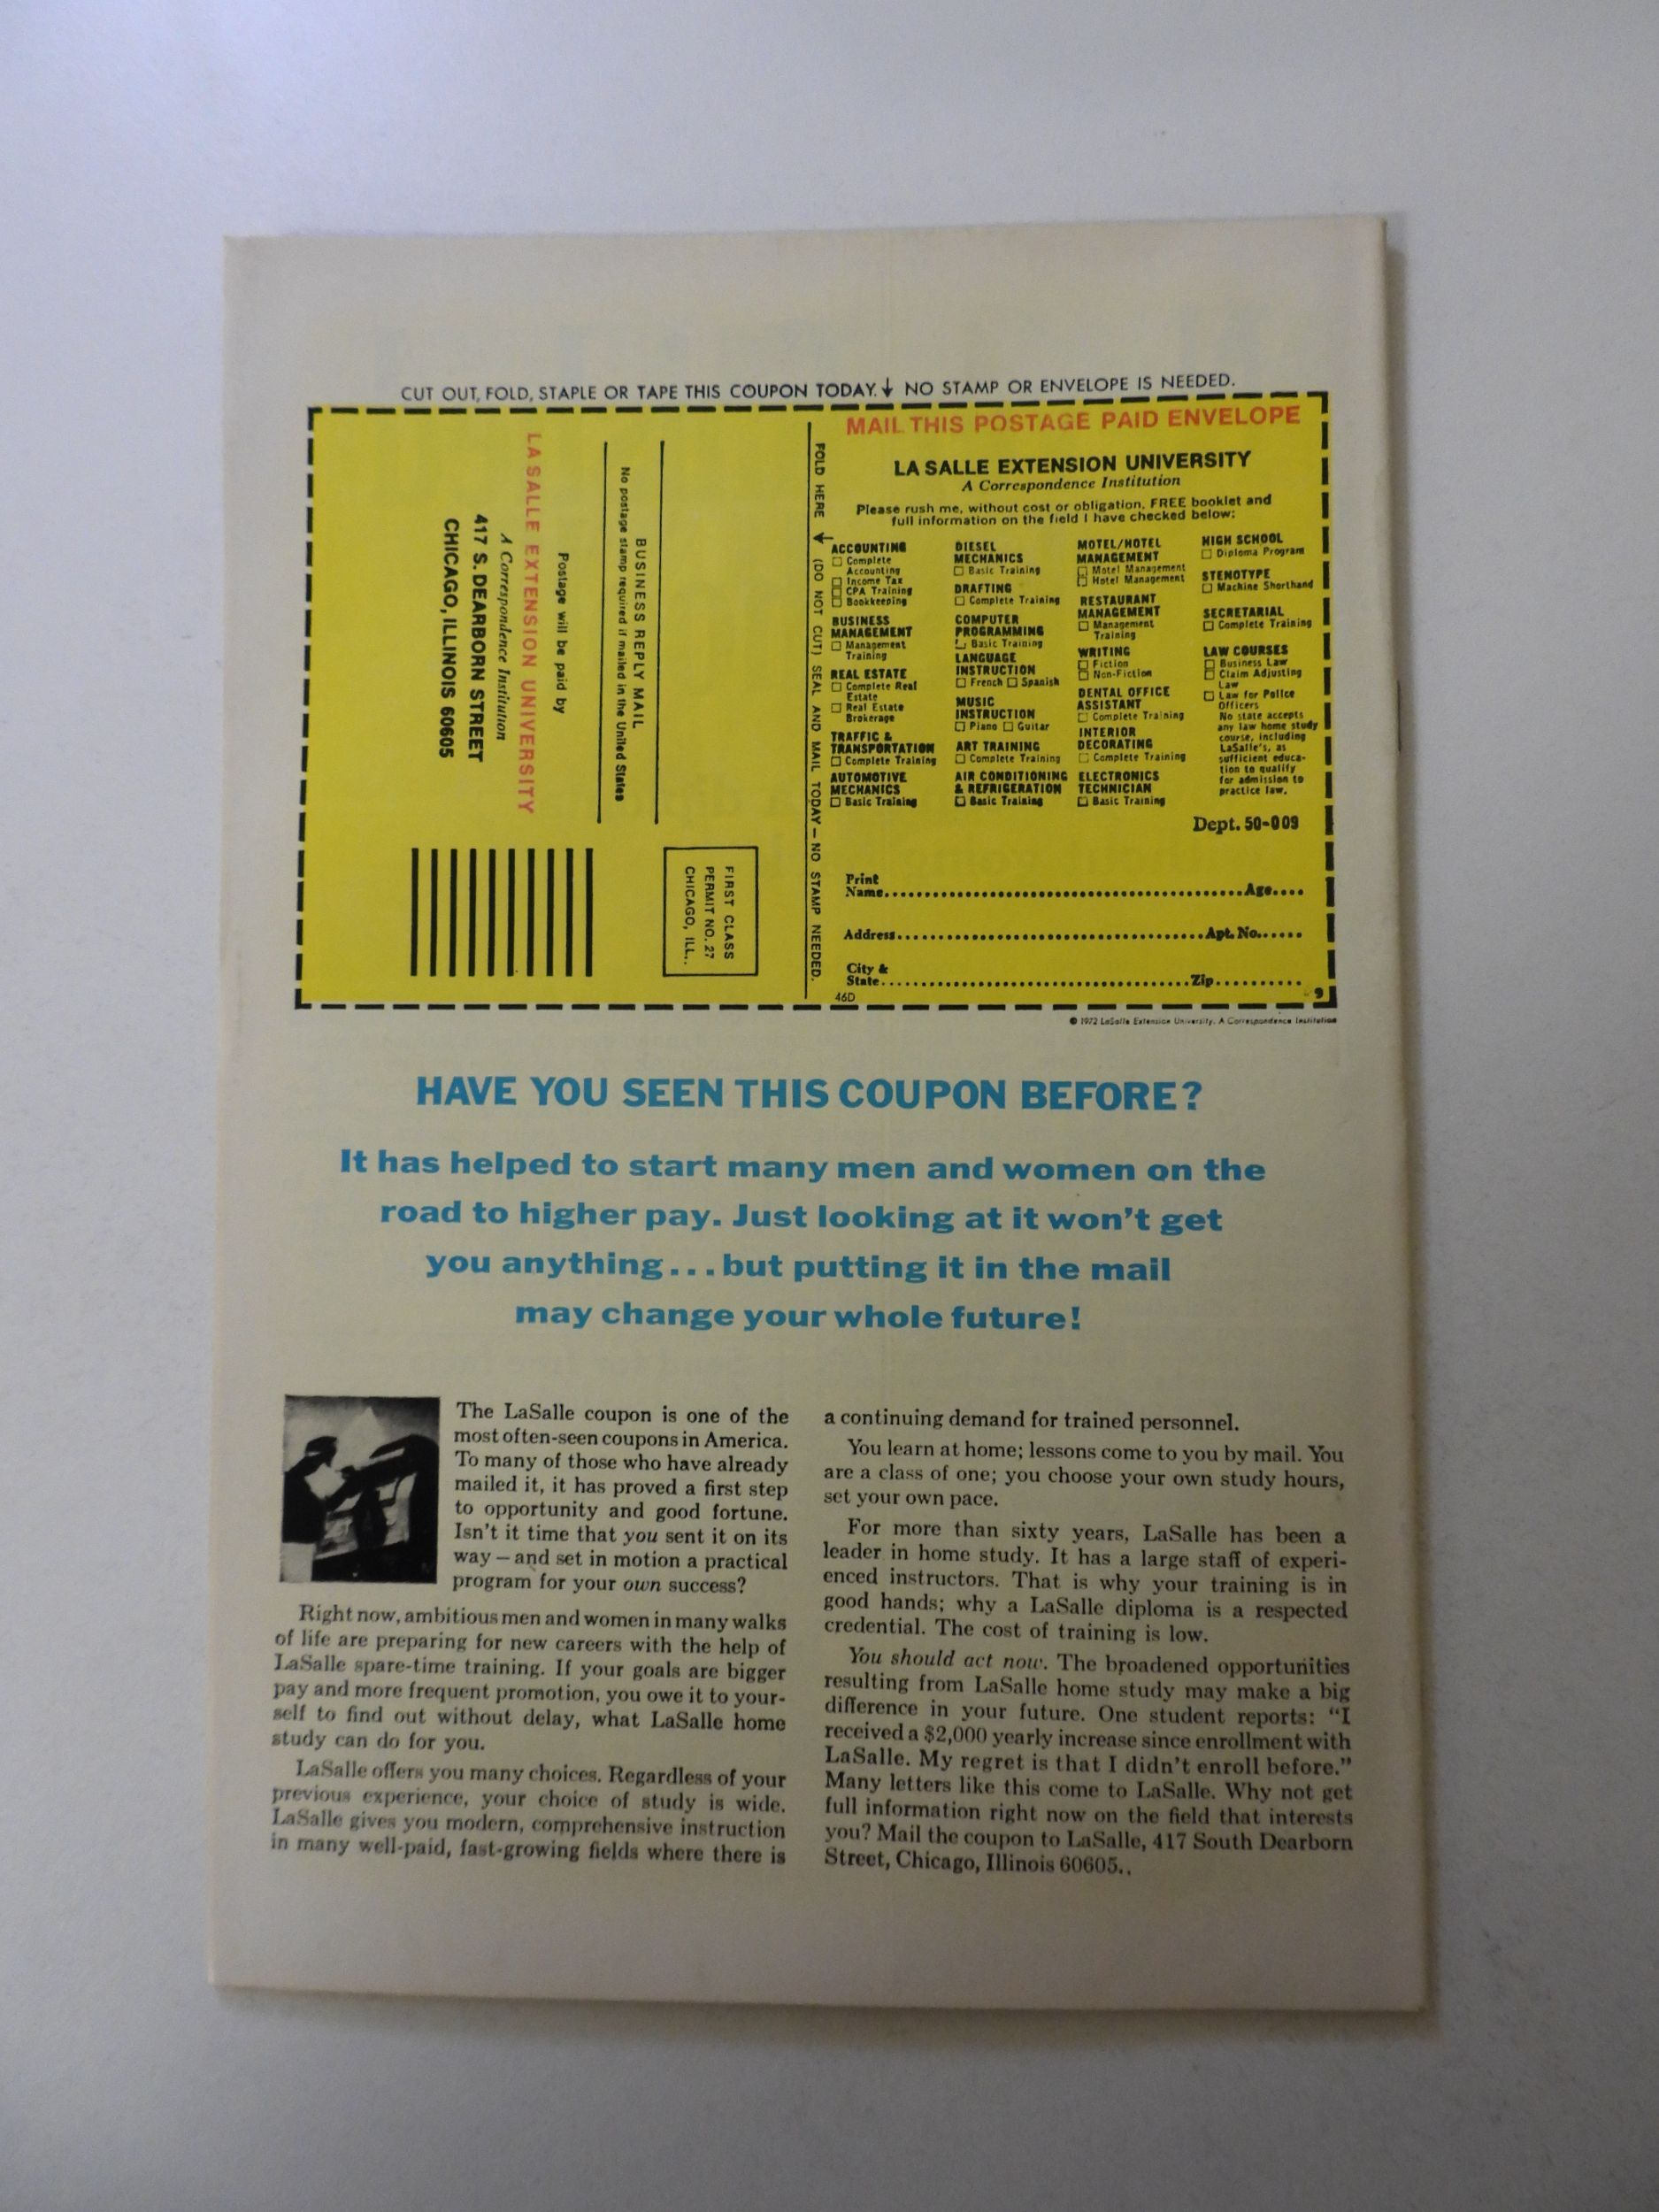 CUT OUT, FOLD, STAPLE OR TAPE THIS COUPON TODAY.↓ NO STAMP OR ENVELOPE IS NEEDED.
LA SALLE EXTENSION UNIVERSITY
A Correspondence Institution
417 S. DEARBORN STREET
CHICAGO, ILLINOIS 60605
Postage will be paid by
BUSINESS REPLY MAIL
No postage stamp required if mailed in the United States
FIRST CLASS
PERMIT NO. 27
CHICAGO, ILL..
FOLD HERE ↓ (DO NOT CUT) SEAL AND MAIL TODAY — NO STAMP NEEDED.
MAIL THIS POSTAGE PAID ENVELOPE
LA SALLE EXTENSION UNIVERSITY
A Correspondence Institution
Please rush me, without cost or obligation, FREE booklet and
full information on the field I have checked below:
ACCOUNTING
☐ Complete
Accounting
☐ Income Tax
☐ CPA Training
☐ Bookkeeping
BUSINESS
MANAGEMENT
☐ Management
Training
REAL ESTATE
☐ Complete Real
Estate
☐ Real Estate
Brokerage
TRAFFIC &
TRANSPORTATION
☐ Complete Training
AUTOMOTIVE
MECHANICS
☐ Basic Training
DIESEL
MECHANICS
☐ Basic Training
DRAFTING
☐ Complete Training
COMPUTER
PROGRAMMING
☐ Basic Training
LANGUAGE
INSTRUCTION
☐ French ☐ Spanish
MUSIC
INSTRUCTION
☐ Piano ☐ Guitar
ART TRAINING
☐ Complete Training
AIR CONDITIONING
& REFRIGERATION
☐ Basic Training
MOTEL/HOTEL
MANAGEMENT
☐ Motel Management
☐ Hotel Management
RESTAURANT
MANAGEMENT
☐ Management
Training
WRITING
☐ Fiction
☐ Non-Fiction
DENTAL OFFICE
ASSISTANT
☐ Complete Training
INTERIOR
DECORATING
☐ Complete Training
ELECTRONICS
TECHNICIAN
☐ Basic Training
HIGH SCHOOL
☐ Diploma Program
STENOTYPE
☐ Machine Shorthand
SECRETARIAL
☐ Complete Training
LAW COURSES
☐ Business Law
☐ Claim Adjusting
Law
☐ Law for Police
Officers
No state accepts
any law home study
course, including
LaSalle's, as
sufficient educa-
tion to qualify
for admission to
practice law.
Dept. 50-009
Print
Name.....Age....
Address.....Apt. No......
City &
State.....Zip..........
46D
9
© 1972 LaSalle Extension University, A Correspondence Institution
HAVE YOU SEEN THIS COUPON BEFORE?
It has helped to start many men and women on the
road to higher pay. Just looking at it won't get
you anything...but putting it in the mail
may change your whole future!
The LaSalle coupon is one of the
most often-seen coupons in America.
To many of those who have already
mailed it, it has proved a first step
to opportunity and good fortune.
Isn't it time that you sent it on its
way – and set in motion a practical
program for your own success?
Right now, ambitious men and women in many walks
of life are preparing for new careers with the help of
LaSalle spare-time training. If your goals are bigger
pay and more frequent promotion, you owe it to your-
self to find out without delay, what LaSalle home
study can do for you.
LaSalle offers you many choices. Regardless of your
previous experience, your choice of study is wide.
LaSalle gives you modern, comprehensive instruction
in many well-paid, fast-growing fields where there is
a continuing demand for trained personnel.
You learn at home; lessons come to you by mail. You
are a class of one; you choose your own study hours,
set your own pace.
For more than sixty years, LaSalle has been a
leader in home study. It has a large staff of experi-
enced instructors. That is why your training is in
good hands; why a LaSalle diploma is a respected
credential. The cost of training is low.
You should act now. The broadened opportunities
resulting from LaSalle home study may make a big
difference in your future. One student reports: "I
received a $2,000 yearly increase since enrollment with
LaSalle. My regret is that I didn't enroll before."
Many letters like this come to LaSalle. Why not get
full information right now on the field that interests
you? Mail the coupon to LaSalle, 417 South Dearborn
Street, Chicago, Illinois 60605..